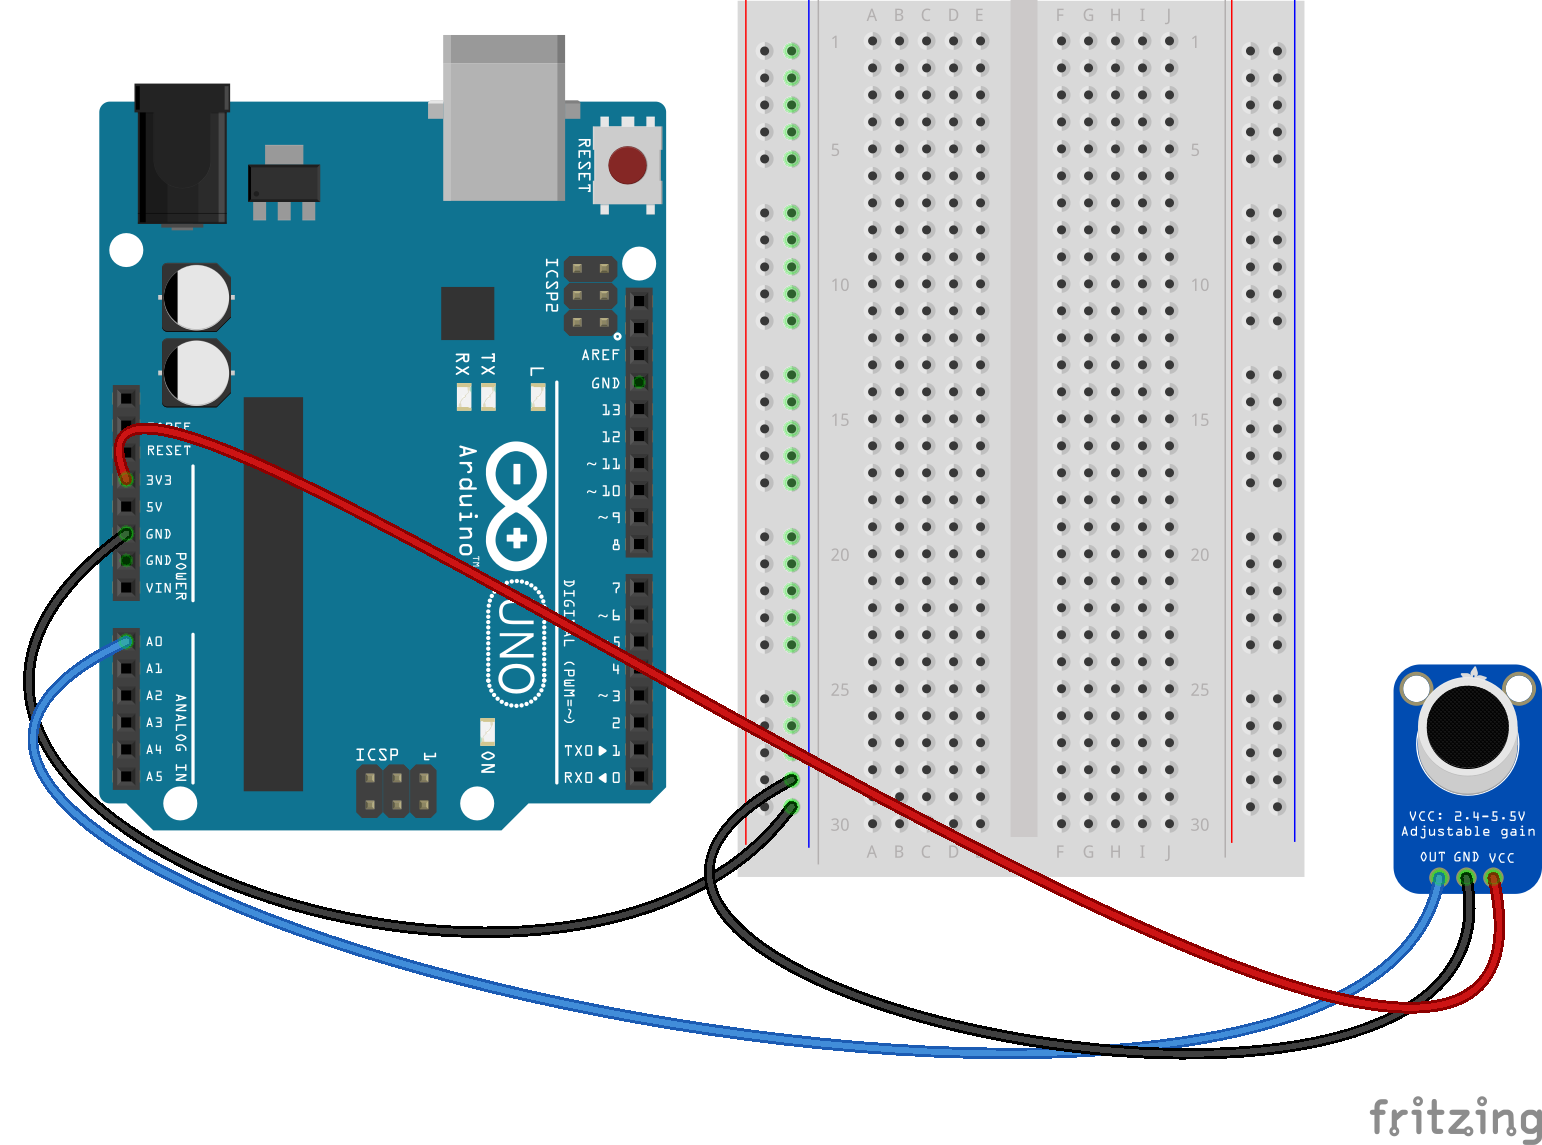 A B C D E F G H I J
1 1
5 5
10 10
15 15
20 20
25 25
30 30
A B C D F G H I J
RESET
ICSP2
RX
TX
L
AREF
GND
13
12
~11
~10
~9
8
7
~6
5
4
~3
2
TX0▶1
RX0◀0
RESET
3V3
5V
GND
GND
VIN
POWER
A0
A1
A2
A3
A4
A5
ANALOG IN
Arduino™
UNO
DIGITAL (PWM=~)
ICSP
1
ON
VCC: 2.4-5.5V
Adjustable gain
OUT GND VCC
fritzing